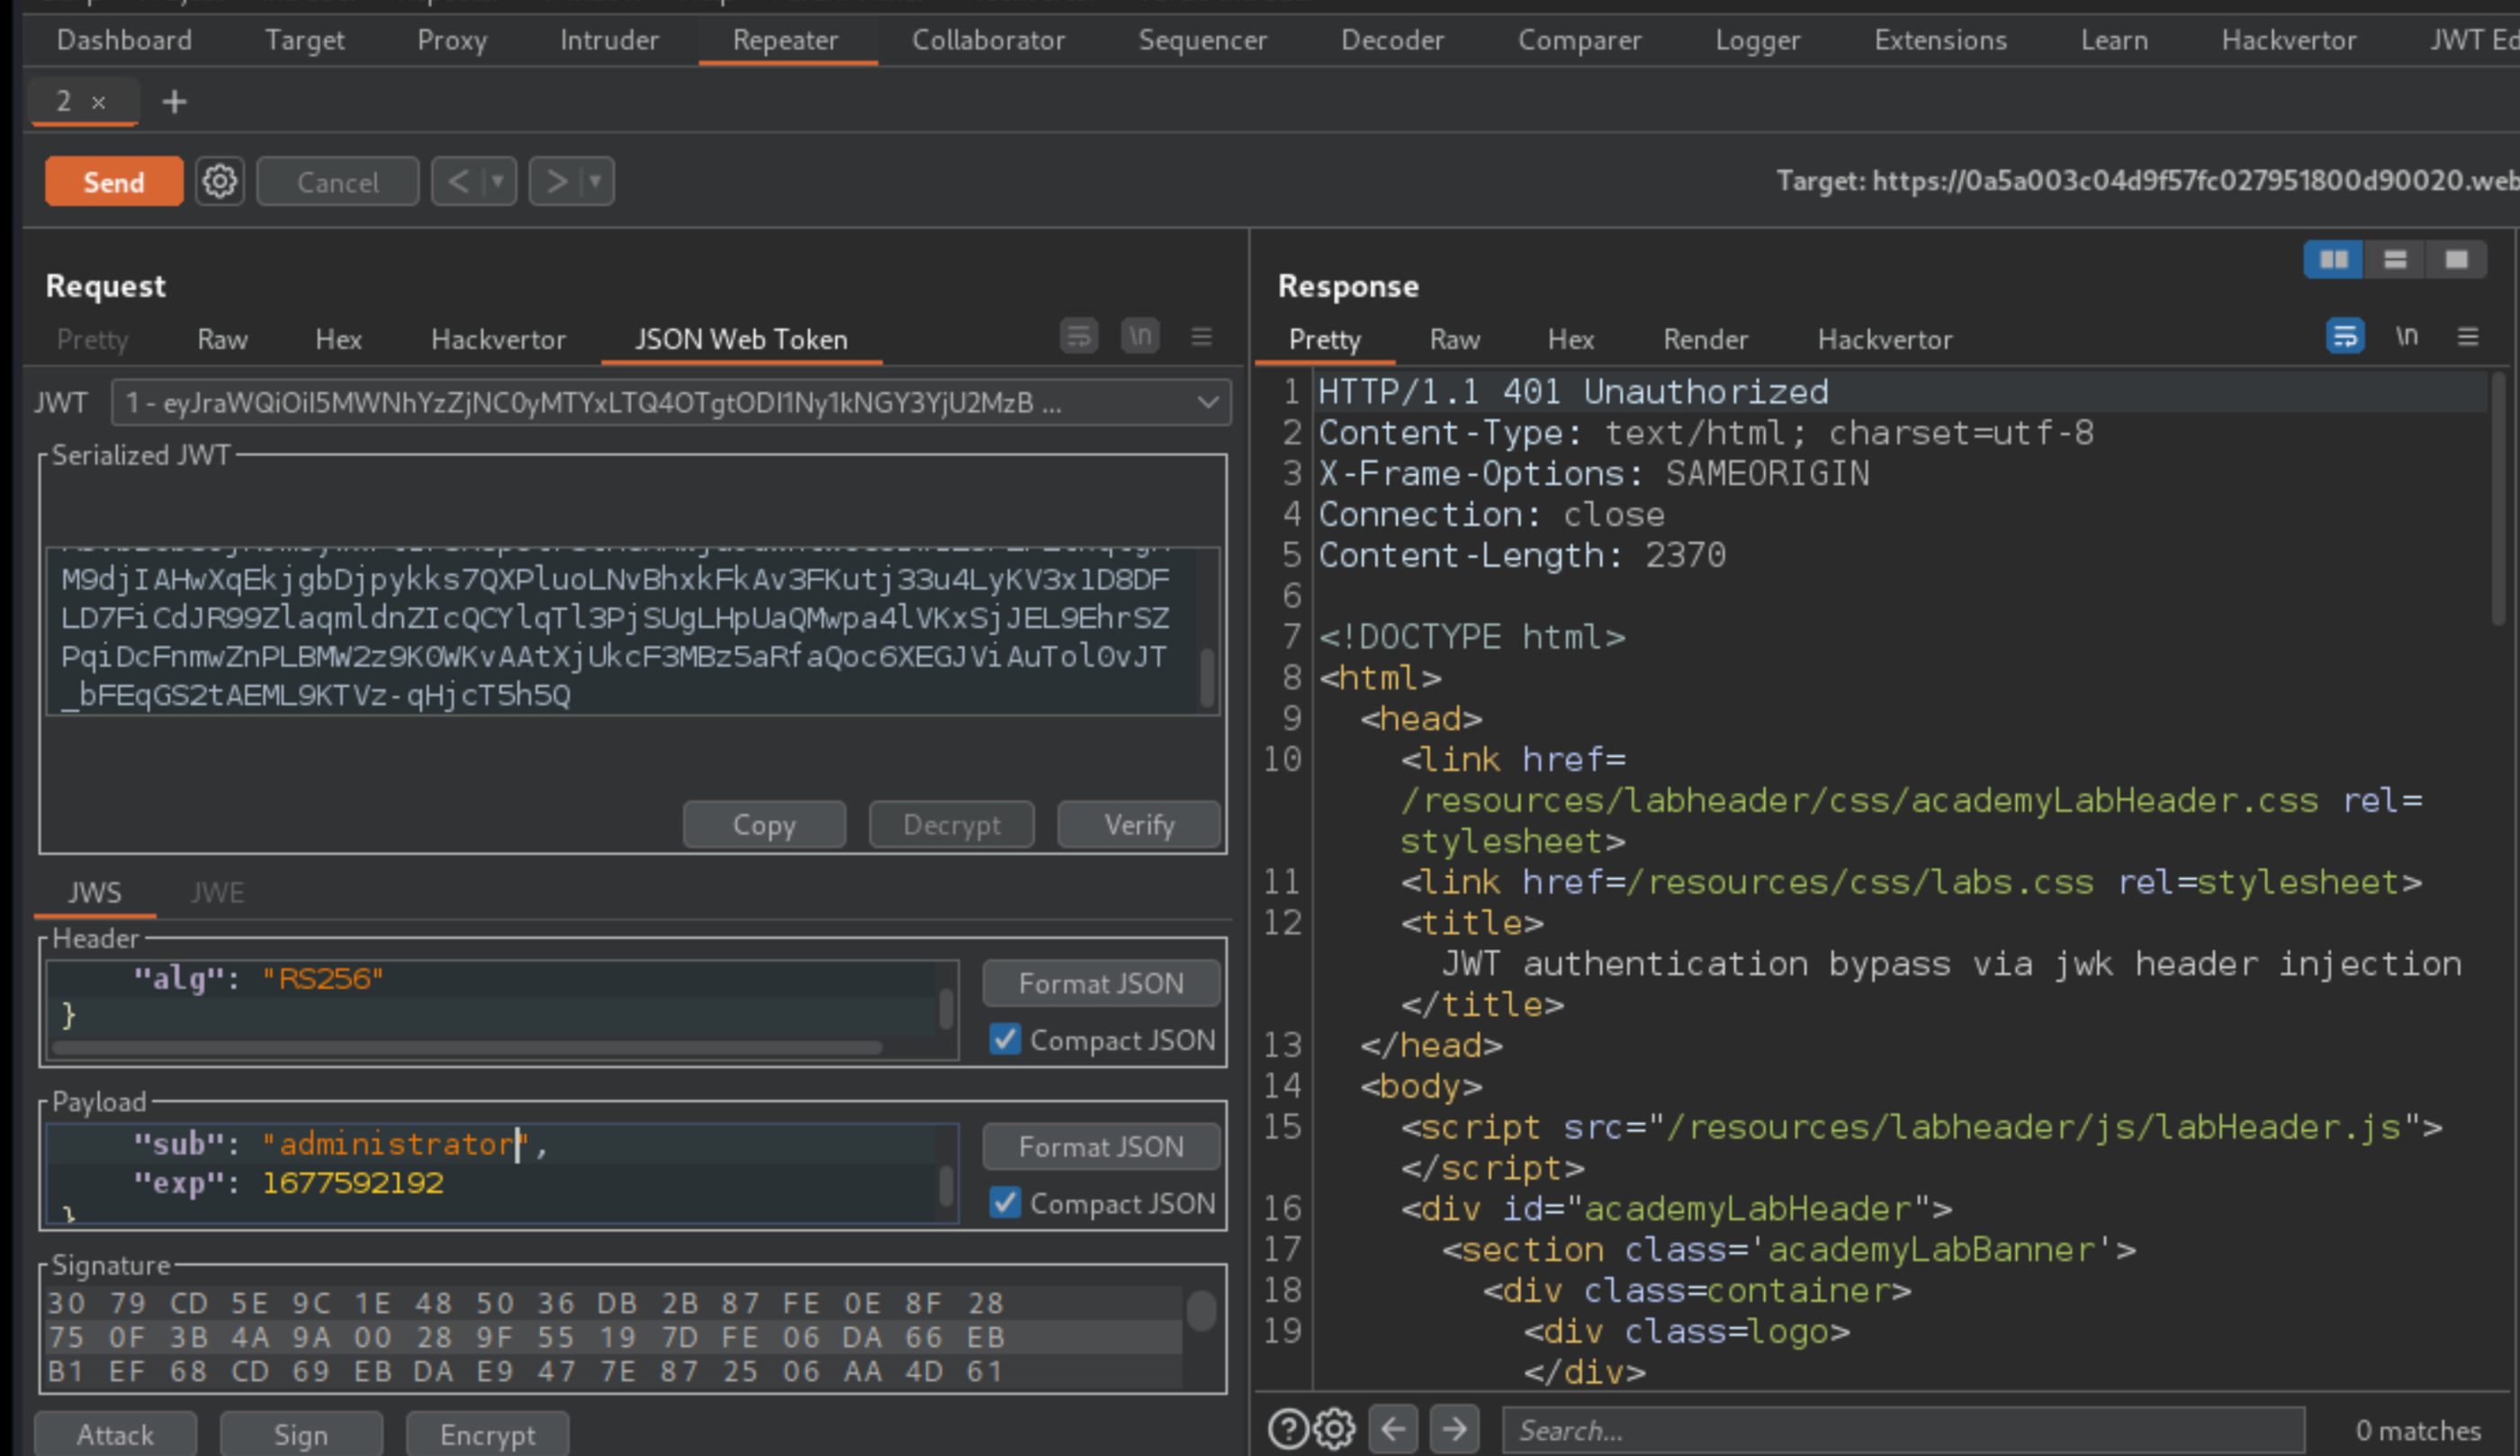 Dashboard Target Proxy Intruder Repeater Collaborator Sequencer Decoder Comparer Logger Extensions Learn Hackvertor JWT Ed
2 × +
Send Cancel < >
Target: https://0a5a003c04d9f57fc027951800d90020.web
Request
Pretty Raw Hex Hackvertor JSON Web Token \n
JWT 1 - eyJraWQiOiI5MWNhYzZjNC0yMTYxLTQ4OTgtODI1Ny1kNGY3YjU2MzB ...
Serialized JWT
M9djIAHwXqEkjgbDjpykks7QXPluoLNvBhxkFkAv3FKutj33u4LyKV3x1D8DF
LD7FiCdJR99ZlaqmldnZIcQCYlqTl3PjSUgLHpUaQMwpa4lVKxSjJEL9EhrSZ
PqiDcFnmwZnPLBMW2z9K0WKvAAtXjUkcF3MBz5aRfaQoc6XEGJViAuTol0vJT
_bFEqGS2tAEML9KTVz-qHjcT5h5Q
Copy Decrypt Verify
JWS JWE
Header
"alg": "RS256"
}
Format JSON
Compact JSON
Payload
"sub": "administrator",
"exp": 1677592192
}
Format JSON
Compact JSON
Signature
30 79 CD 5E 9C 1E 48 50 36 DB 2B 87 FE 0E 8F 28
75 0F 3B 4A 9A 00 28 9F 55 19 7D FE 06 DA 66 EB
B1 EF 68 CD 69 EB DA E9 47 7E 87 25 06 AA 4D 61
Attack Sign Encrypt
Response
Pretty Raw Hex Render Hackvertor \n
1 HTTP/1.1 401 Unauthorized
2 Content-Type: text/html; charset=utf-8
3 X-Frame-Options: SAMEORIGIN
4 Connection: close
5 Content-Length: 2370
6
7 <!DOCTYPE html>
8 <html>
9 <head>
10 <link href=
/resources/labheader/css/academyLabHeader.css rel=
stylesheet>
11 <link href=/resources/css/labs.css rel=stylesheet>
12 <title>
JWT authentication bypass via jwk header injection
</title>
13 </head>
14 <body>
15 <script src="/resources/labheader/js/labHeader.js">
</script>
16 <div id="academyLabHeader">
17 <section class='academyLabBanner'>
18 <div class=container>
19 <div class=logo>
</div>
Search...
0 matches